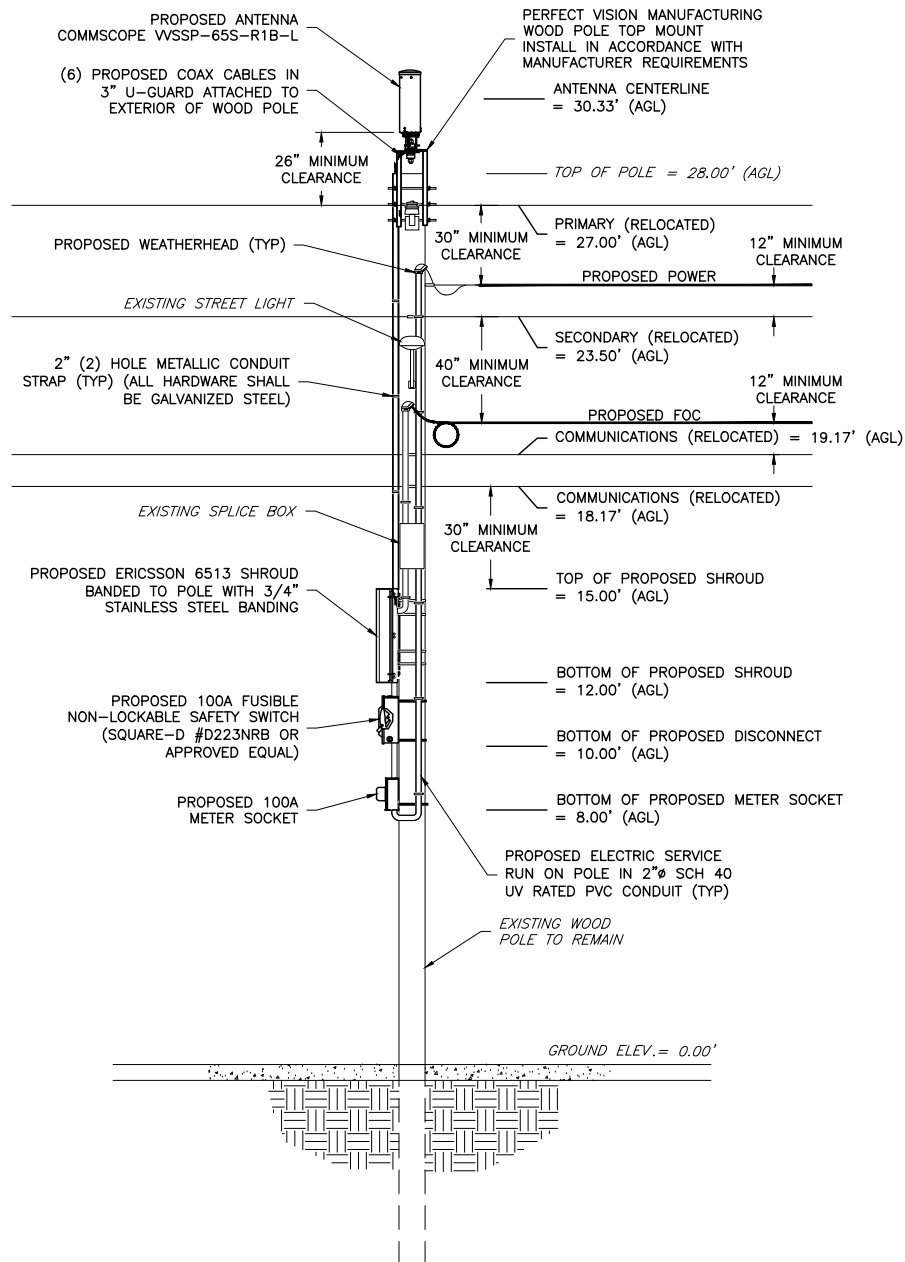 PROPOSED ANTENNA
COMMSCOPE VVSSP-65S-R1B-L
PERFECT VISION MANUFACTURING
WOOD POLE TOP MOUNT
INSTALL IN ACCORDANCE WITH
MANUFACTURER REQUIREMENTS
(6) PROPOSED COAX CABLES IN
3" U-GUARD ATTACHED TO
EXTERIOR OF WOOD POLE
ANTENNA CENTERLINE
= 30.33' (AGL)
26" MINIMUM
CLEARANCE
TOP OF POLE = 28.00' (AGL)
PRIMARY (RELOCATED)
= 27.00' (AGL)
30" MINIMUM
CLEARANCE
12" MINIMUM
CLEARANCE
PROPOSED WEATHERHEAD (TYP)
PROPOSED POWER
EXISTING STREET LIGHT
SECONDARY (RELOCATED)
= 23.50' (AGL)
40" MINIMUM
CLEARANCE
2" (2) HOLE METALLIC CONDUIT
STRAP (TYP) (ALL HARDWARE SHALL
BE GALVANIZED STEEL)
12" MINIMUM
CLEARANCE
PROPOSED FOC
COMMUNICATIONS (RELOCATED) = 19.17' (AGL)
COMMUNICATIONS (RELOCATED)
= 18.17' (AGL)
EXISTING SPLICE BOX
30" MINIMUM
CLEARANCE
PROPOSED ERICSSON 6513 SHROUD
BANDED TO POLE WITH 3/4"
STAINLESS STEEL BANDING
TOP OF PROPOSED SHROUD
= 15.00' (AGL)
BOTTOM OF PROPOSED SHROUD
= 12.00' (AGL)
PROPOSED 100A FUSIBLE
NON-LOCKABLE SAFETY SWITCH
(SQUARE-D #D223NRB OR
APPROVED EQUAL)
BOTTOM OF PROPOSED DISCONNECT
= 10.00' (AGL)
PROPOSED 100A
METER SOCKET
BOTTOM OF PROPOSED METER SOCKET
= 8.00' (AGL)
PROPOSED ELECTRIC SERVICE
RUN ON POLE IN 2"ø SCH 40
UV RATED PVC CONDUIT (TYP)
EXISTING WOOD
POLE TO REMAIN
GROUND ELEV.= 0.00'